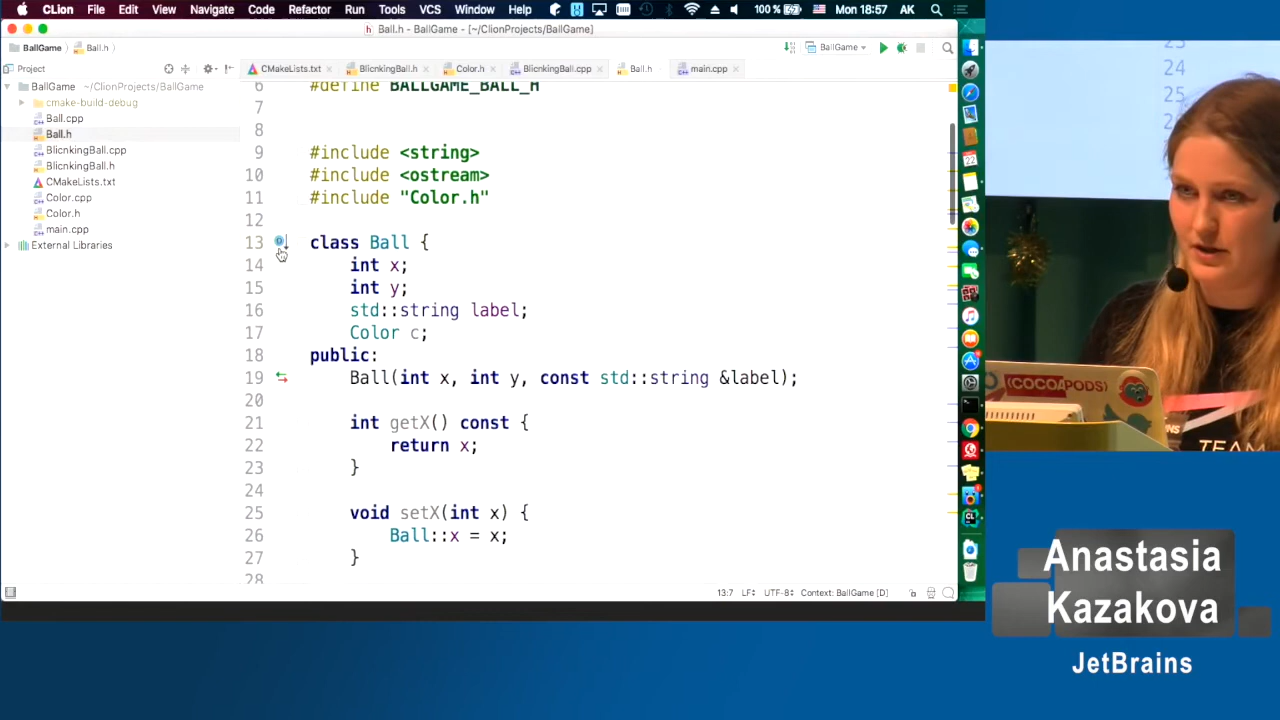 CLion File Edit View Navigate Code Refactor Run Tools VCS Window Help 100 % Mon 18:57 AK
Ball.h - BallGame - [~/ClionProjects/BallGame]
BallGame Ball.h BallGame
Project CMakeLists.txt BlicnkingBall.h Color.h BlicnkingBall.cpp Ball.h main.cpp
BallGame ~/ClionProjects/BallGame
cmake-build-debug
Ball.cpp
Ball.h
BlicnkingBall.cpp
BlicnkingBall.h
CMakeLists.txt
Color.cpp
Color.h
main.cpp
External Libraries
6 #define BALLGAME_BALL_H
7
8
9 #include <string>
10 #include <ostream>
11 #include "Color.h"
12
13 class Ball {
14 int x;
15 int y;
16 std::string label;
17 Color c;
18 public:
19 Ball(int x, int y, const std::string &label);
20
21 int getX() const {
22 return x;
23 }
24
25 void setX(int x) {
26 Ball::x = x;
27 }
28
13:7 LF÷ UTF-8÷ Context: BallGame [D]
24
25
COCOAPODS
TEAM
Anastasia
Kazakova
JetBrains